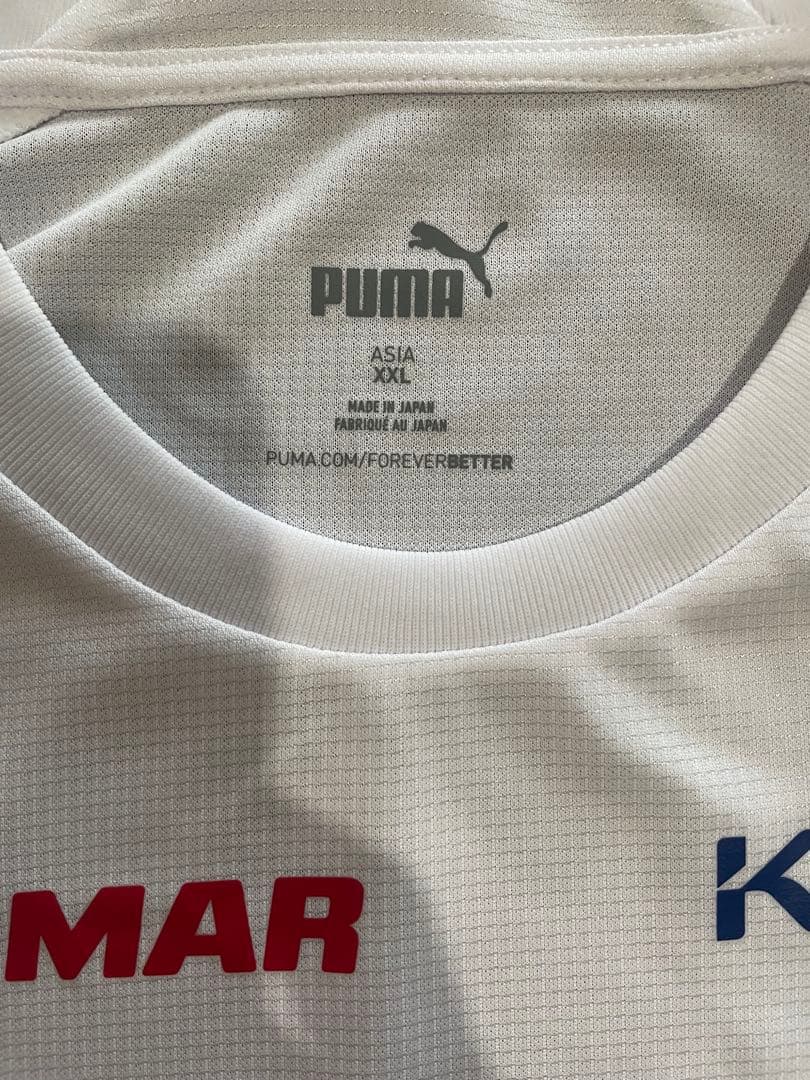 PUMA
ASIA
XXL
MADE IN JAPAN
FABRIQUÉ AU JAPAN
PUMA.COM/FOREVERBETTER
MAR
K